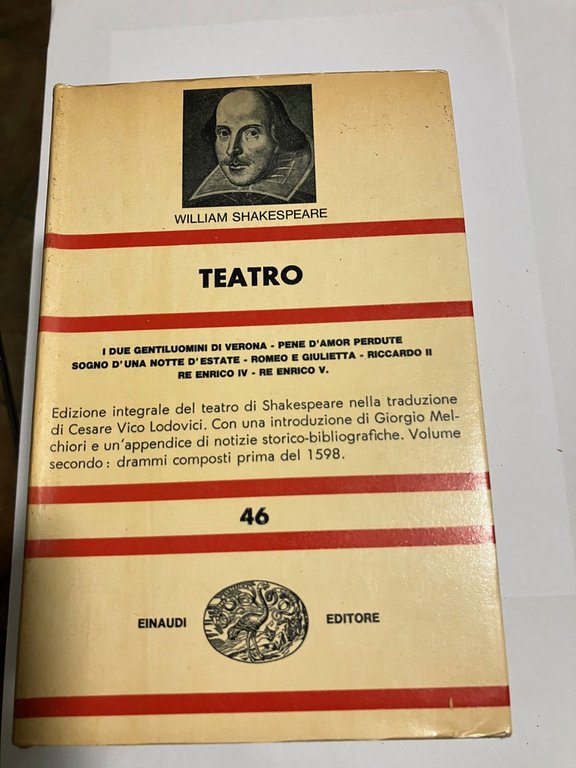 WILLIAM SHAKESPEARE
TEATRO
I DUE GENTILUOMINI DI VERONA - PENE D'AMOR PERDUTE
SOGNO D'UNA NOTTE D'ESTATE - ROMEO E GIULIETTA - RICCARDO II
RE ENRICO IV - RE ENRICO V.
Edizione integrale del teatro di Shakespeare nella traduzione
di Cesare Vico Lodovici. Con una introduzione di Giorgio Mel-
chiori e un'appendice di notizie storico-bibliografiche. Volume
secondo: drammi composti prima del 1598.
46
EINAUDI EDITORE